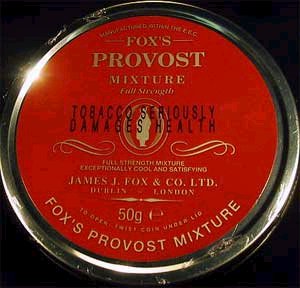 MANUFACTURED WITHIN THE E.E.C.
FOX'S
PROVOST
MIXTURE
Full Strength
TOBACCO SERIOUSLY
DAMAGES HEALTH
FULL STRENGTH MIXTURE
EXCEPTIONALLY COOL AND SATISFYING
JAMES J. FOX & CO. LTD.
DUBLIN LONDON
50g e
TO OPEN: TWIST COIN UNDER LID
FOX'S PROVOST MIXTURE